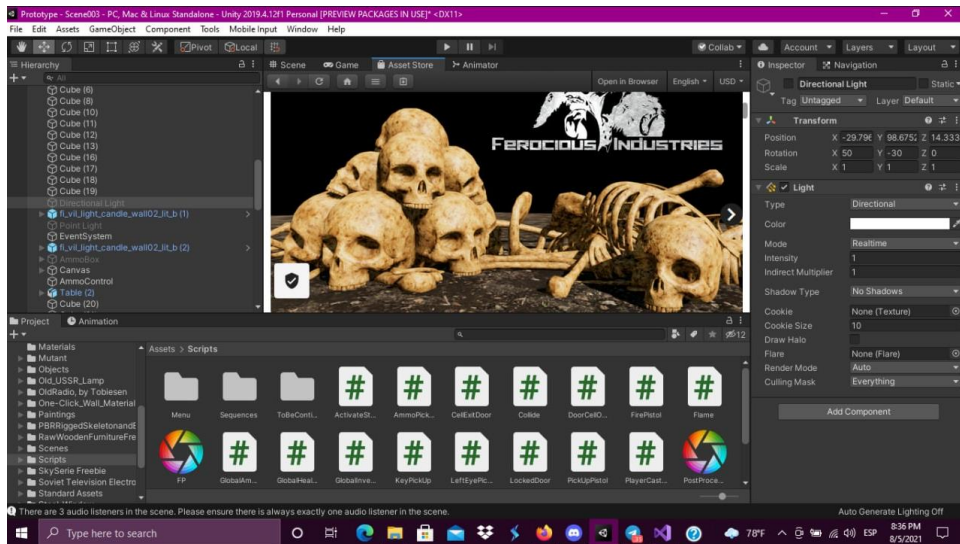 Prototype - Scene003 - PC, Mac & Linux Standalone - Unity 2019.4.12f1 Personal [PREVIEW PACKAGES IN USE]* <DX11>
File Edit Assets GameObject Component Tools Mobile Input Window Help
Pivot Local Collab Account Layers Layout
Hierarchy
All
Cube (6)
Cube (8)
Cube (10)
Cube (11)
Cube (12)
Cube (13)
Cube (16)
Cube (17)
Cube (18)
Cube (19)
Directional Light
fi_vil_light_candle_wall02_lit_b (1)
Point Light
EventSystem
fi_vil_light_candle_wall02_lit_b (2)
AmmoBox
Canvas
AmmoControl
Table (2)
Cube (20)
Scene Game Asset Store Animator
Open in Browser English USD
FEROCIOUS INDUSTRIES
Inspector Navigation
Directional Light Static
Tag Untagged Layer Default
Transform
Position X -29.796 Y 98.6752 Z 14.333
Rotation X 50 Y -30 Z 0
Scale X 1 Y 1 Z 1
Light
Type Directional
Color
Mode Realtime
Intensity 1
Indirect Multiplier 1
Shadow Type No Shadows
Cookie None (Texture)
Cookie Size 10
Draw Halo
Flare None (Flare)
Render Mode Auto
Culling Mask Everything
Add Component
Project Animation
12
Materials
Mutant
Objects
Old_USSR_Lamp
OldRadio, by Tobiesen
One-Click_Wall_Material
Paintings
PBRRiggedSkeletonandE
RawWoodenFurnitureFre
Scenes
Scripts
SkySerie Freebie
Soviet Television Electro
Standard Assets
Assets > Scripts
Menu Sequences ToBeConti... ActivateSt... AmmoPick... CellExitDoor Collide DoorCellO... FirePistol Flame
FP GlobalAm... GlobalHeal... GlobalInve... KeyPickUp LeftEyePic... LockedDoor PickUpPistol PlayerCast... PostProce...
There are 3 audio listeners in the scene. Please ensure there is always exactly one audio listener in the scene.
Auto Generate Lighting Off
Type here to search
78°F ESP
8:36 PM
8/5/2021